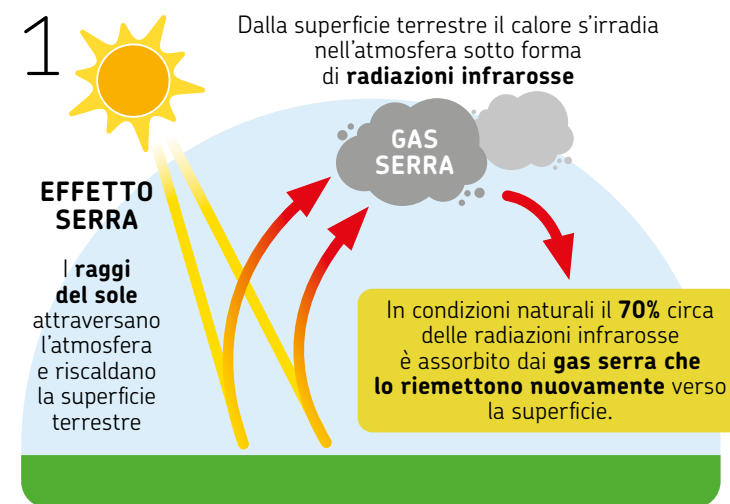 1
Dalla superficie terrestre il calore s’irradia
nell’atmosfera sotto forma
di radiazioni infrarosse
GAS
SERRA
EFFETTO
SERRA
I raggi
del sole
attraversano
l’atmosfera
e riscaldano
la superficie
terrestre
In condizioni naturali il 70% circa
delle radiazioni infrarosse
è assorbito dai gas serra che
lo riemettono nuovamente verso
la superficie.